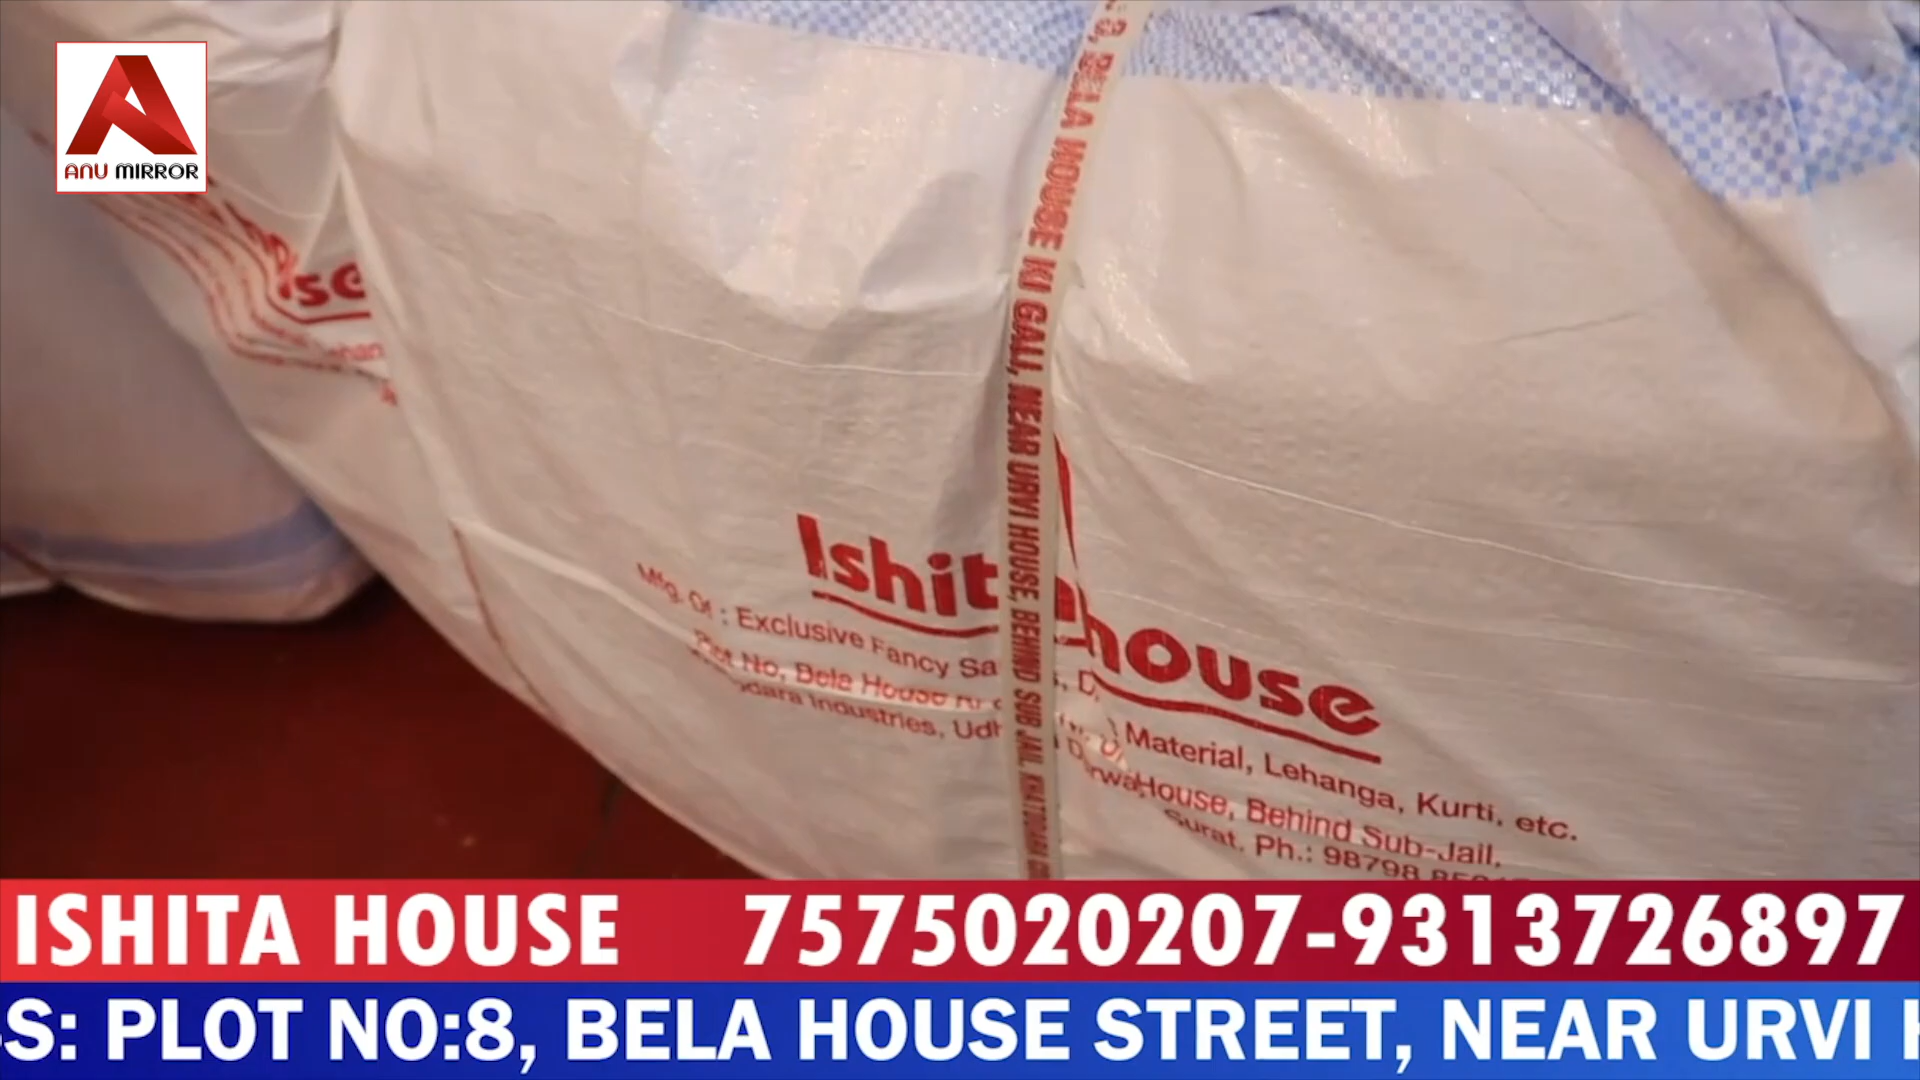 ANU MIRROR
BELA HOUSE KI GALI, NEAR URVI HOUSE, BEHIND SUB JAIL, KHATODARA
Ishita house
Mfg. Of : Exclusive Fancy Material, Lehanga, Kurti, etc.
Plot No, Bela House House, Behind Sub-Jail,
Industries, Surat. Ph.: 98798
ISHITA HOUSE 7575020207-9313726897
S: PLOT NO:8, BELA HOUSE STREET, NEAR URVI